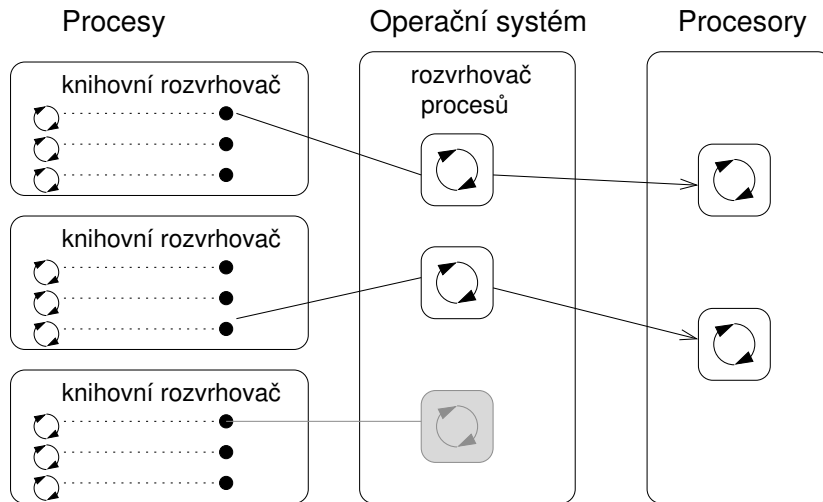 Procesy
Operační systém
Procesory
knihovní rozvrhovač
rozvrhovač
procesů
knihovní rozvrhovač
knihovní rozvrhovač